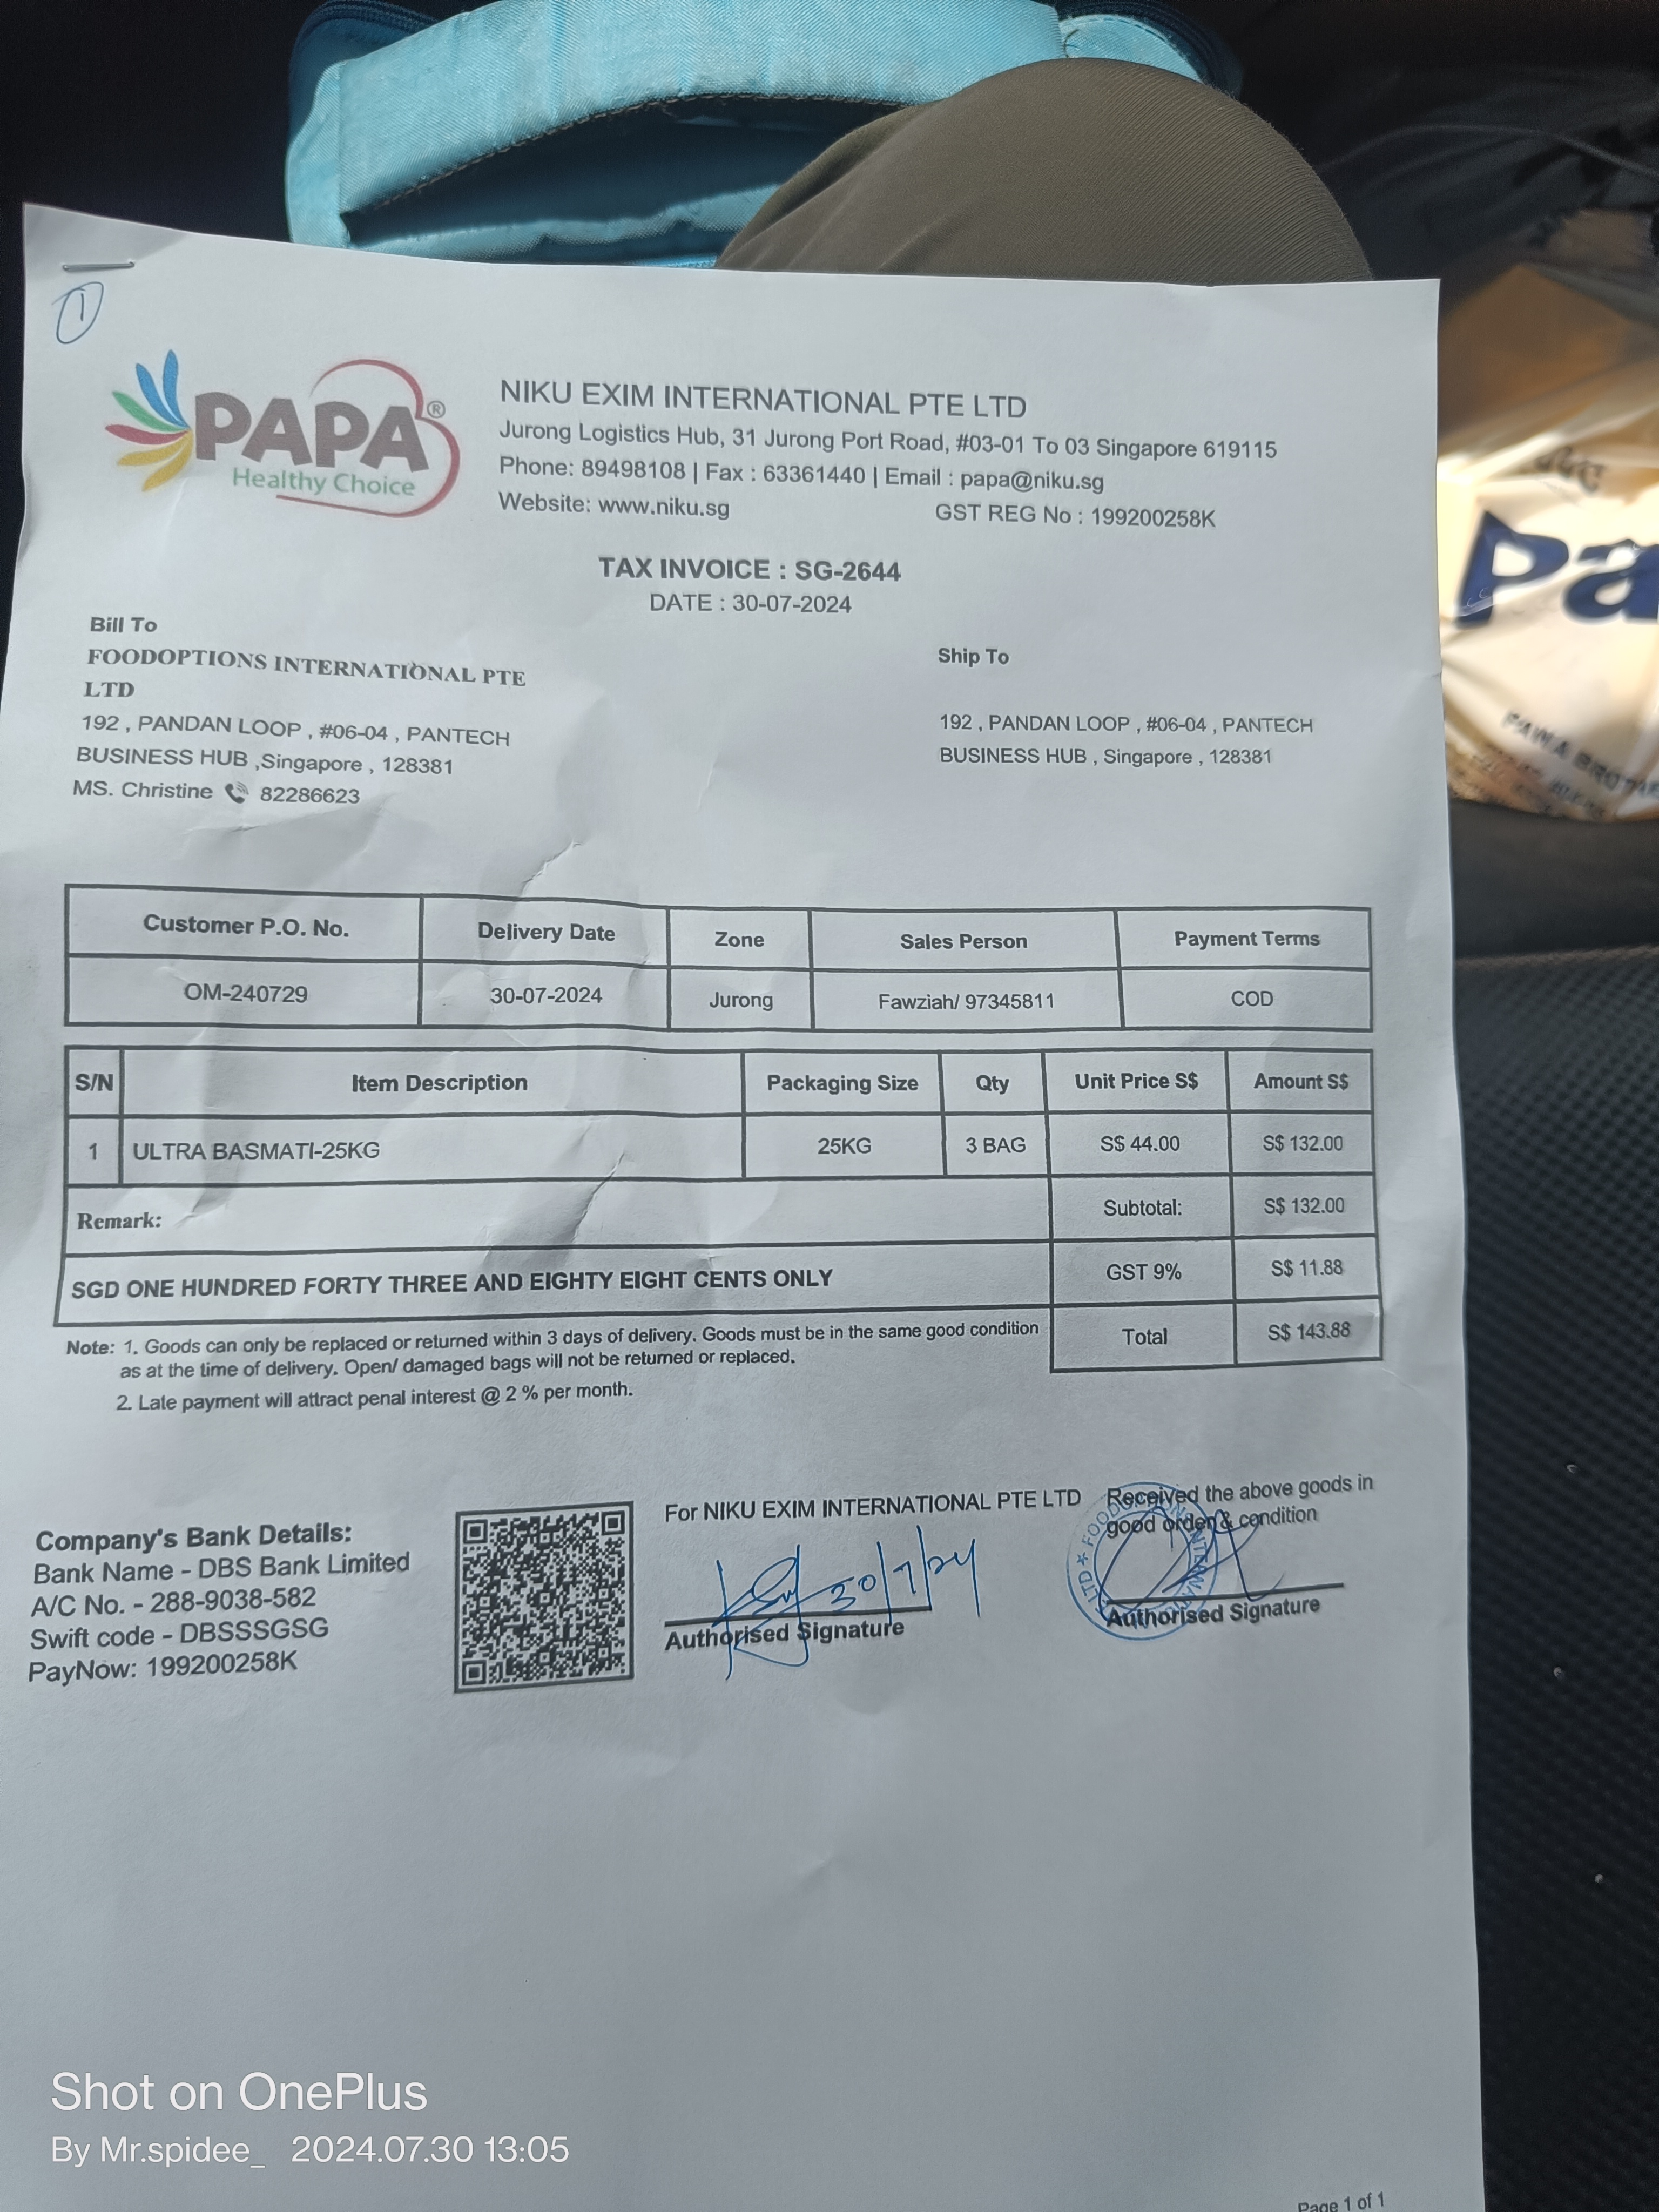 1
PAPA®
Healthy Choice
NIKU EXIM INTERNATIONAL PTE LTD
Jurong Logistics Hub, 31 Jurong Port Road, #03-01 To 03 Singapore 619115
Phone: 89498108 | Fax : 63361440 | Email : papa@niku.sg
Website: www.niku.sg GST REG No : 199200258K
TAX INVOICE : SG-2644
DATE : 30-07-2024
Bill To
FOODOPTIONS INTERNATIONAL PTE
LTD
192 , PANDAN LOOP , #06-04 , PANTECH
BUSINESS HUB ,Singapore , 128381
MS. Christine 82286623
Ship To
192 , PANDAN LOOP , #06-04 , PANTECH
BUSINESS HUB , Singapore , 128381
Customer P.O. No. Delivery Date Zone Sales Person Payment Terms
OM-240729 30-07-2024 Jurong Fawziah/ 97345811 COD
S/N Item Description Packaging Size Qty Unit Price S$ Amount S$
1 ULTRA BASMATI-25KG 25KG 3 BAG S$ 44.00 S$ 132.00
Remark: Subtotal: S$ 132.00
SGD ONE HUNDRED FORTY THREE AND EIGHTY EIGHT CENTS ONLY GST 9% S$ 11.88
Total S$ 143.88
Note: 1. Goods can only be replaced or returned within 3 days of delivery. Goods must be in the same good condition
as at the time of delivery. Open/ damaged bags will not be returned or replaced.
2. Late payment will attract penal interest @ 2 % per month.
Company's Bank Details:
Bank Name - DBS Bank Limited
A/C No. - 288-9038-582
Swift code - DBSSSGSG
PayNow: 199200258K
For NIKU EXIM INTERNATIONAL PTE LTD
30/7/24
Authorised Signature
Received the above goods in
good order & condition
Authorised Signature
Pa
Shot on OnePlus
By Mr.spidee_ 2024.07.30 13:05
Page 1 of 1